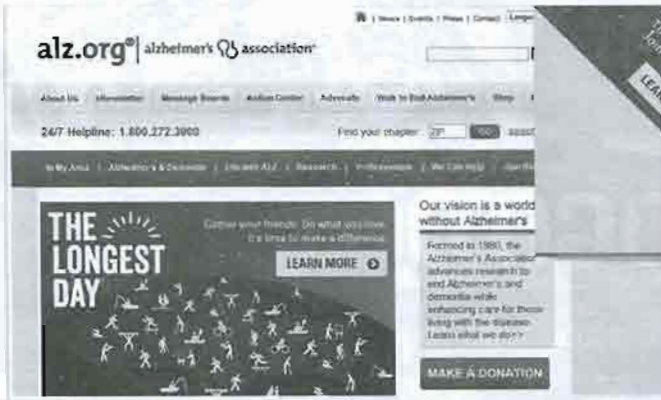 News | Events | Press | Contact
alz.org® | alzheimer's association®
About Us Newsletter Message Boards Action Center Advocate Walk to End Alzheimer's Shop
24/7 Helpline: 1.800.272.3900
Find your chapter: ZIP GO
In My Area | Alzheimer's & Dementia | Life with ALZ | Research | Professionals | We Can Help |
THE
LONGEST
DAY
Gather your friends. Do what you love.
It's time to make a difference.
LEARN MORE
Our vision is a world
without Alzheimer's
Formed in 1980, the
Alzheimer's Association
advances research to
end Alzheimer's and
dementia while
enhancing care for those
living with the disease.
Learn what we do>>
MAKE A DONATION